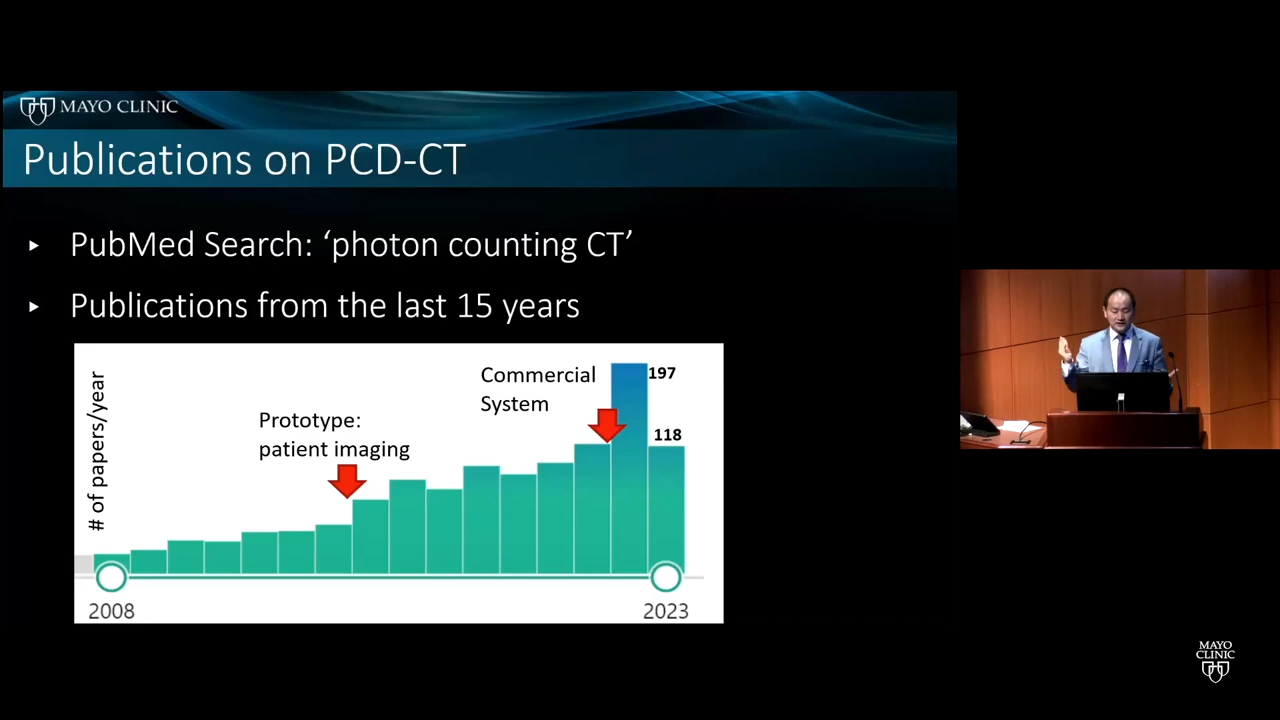 MAYO CLINIC
Publications on PCD-CT
▸ PubMed Search: ‘photon counting CT’
▸ Publications from the last 15 years
# of papers/year
Prototype:
patient imaging
Commercial
System
197
118
2008
2023
MAYO
CLINIC